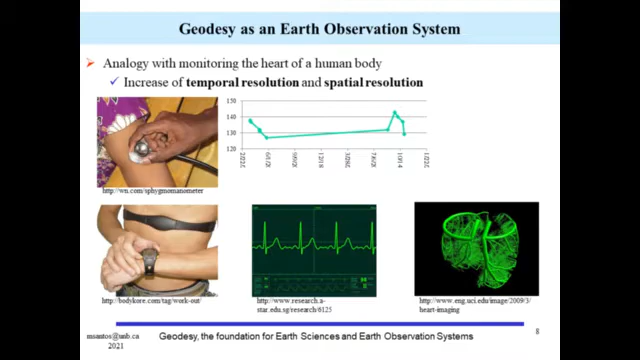 Geodesy as an Earth Observation System
Analogy with monitoring the heart of a human body
Increase of temporal resolution and spatial resolution
150
140
130
120
http://wn.com/sphygmomanometer
http://bodykore.com/tag/work-out/
http://www.research.a-
star.edu.sg/research/6125
http://www.eng.uci.edu/image/2009/3/
heart-imaging
msantos@unb.ca
2021
Geodesy, the foundation for Earth Sciences and Earth Observation Systems
8